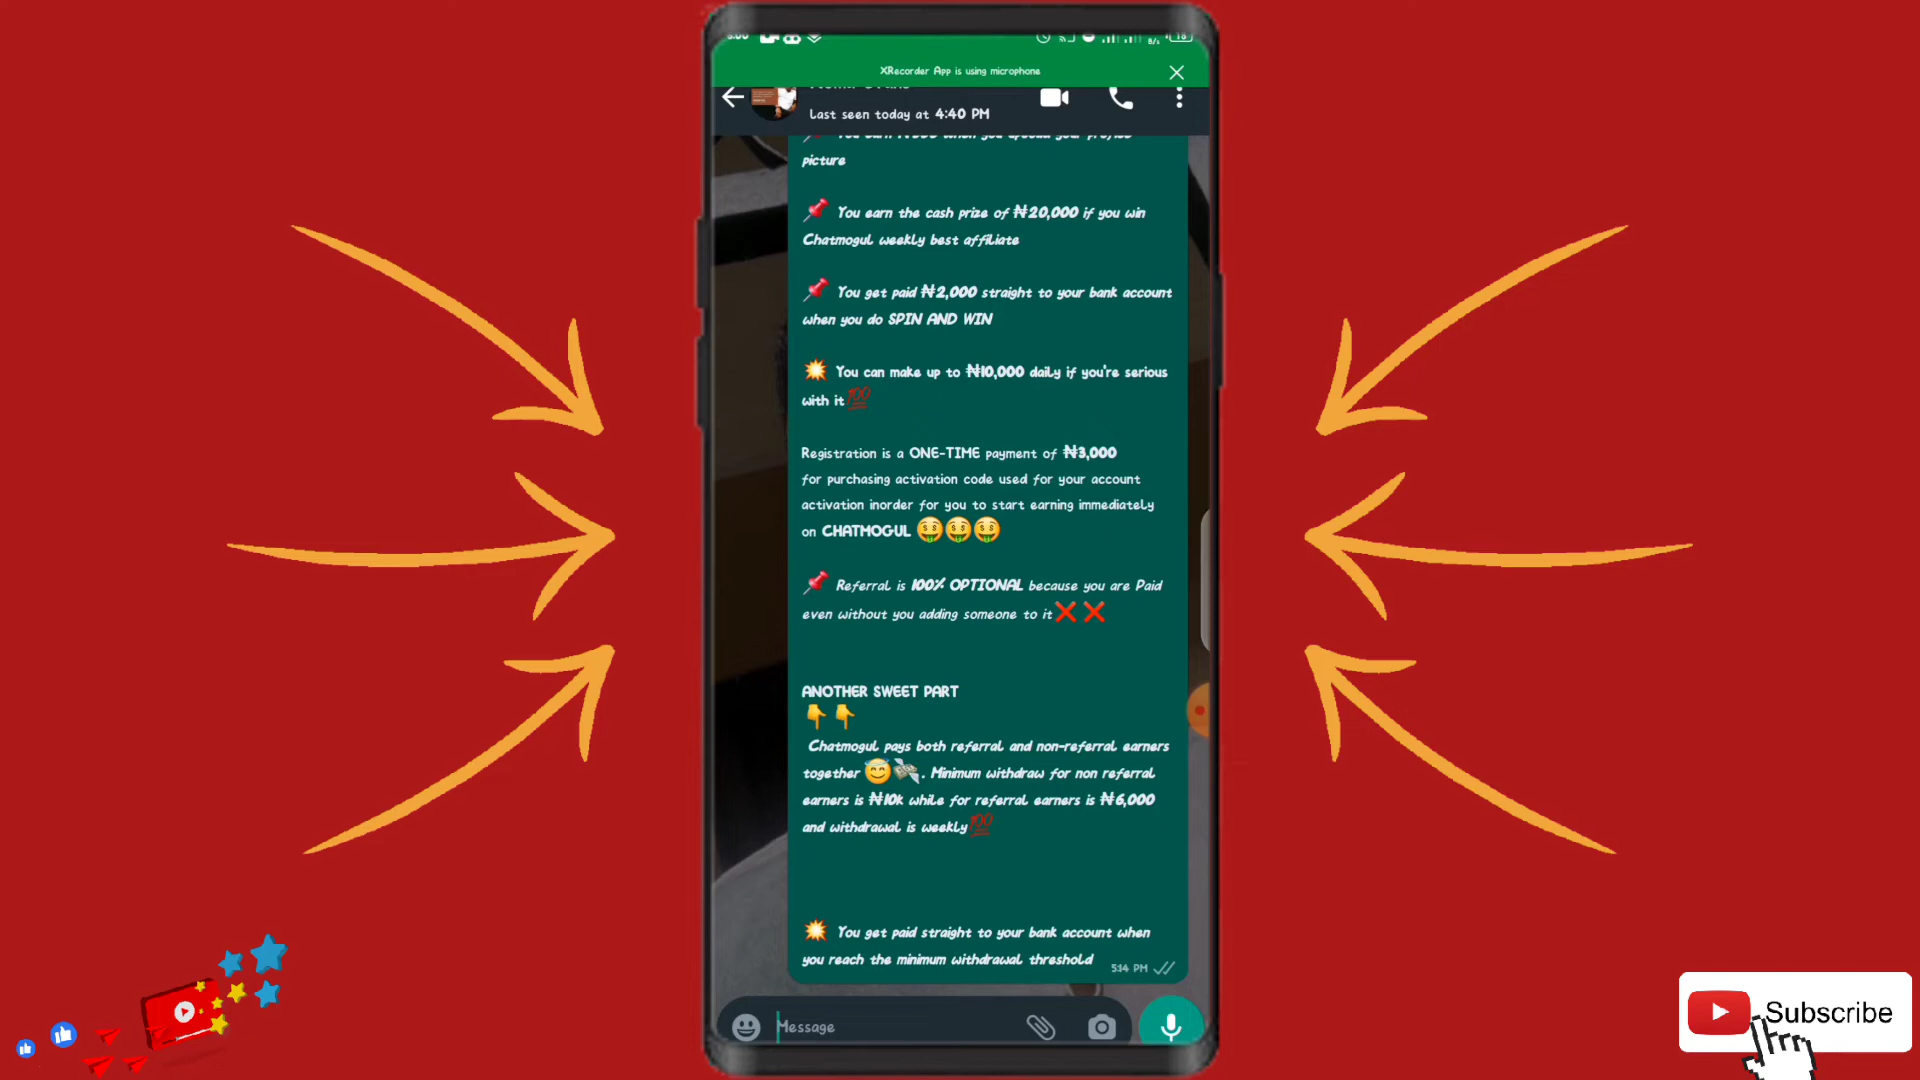 XRecorder App is using microphone
Last seen today at 4:40 PM
picture
📌 You earn the cash prize of ₦20,000 if you win
Chatmogul weekly best affiliate
📌 You get paid ₦2,000 straight to your bank account
when you do SPIN AND WIN
💥 You can make up to ₦10,000 daily if you're serious
with it💯
Registration is a ONE-TIME payment of ₦3,000
for purchasing activation code used for your account
activation inorder for you to start earning immediately
on CHATMOGUL 🤑🤑🤑
📌 Referral is 100% OPTIONAL because you are Paid
even without you adding someone to it❌❌
ANOTHER SWEET PART
👇👇
Chatmogul pays both referral and non-referral earners
together 😇💸. Minimum withdraw for non referral
earners is ₦10k while for referral earners is ₦6,000
and withdrawal is weekly💯
💥 You get paid straight to your bank account when
you reach the minimum withdrawal threshold
5:14 PM
Message
Subscribe